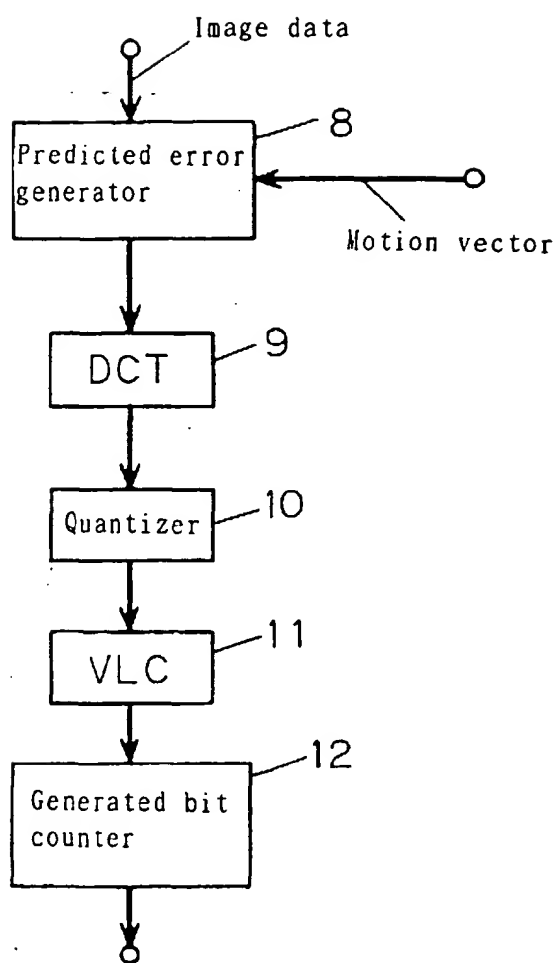 Image data
8
Predicted error
generator
Motion vector
9
DCT
10
Quantizer
11
VLC
12
Generated bit
counter